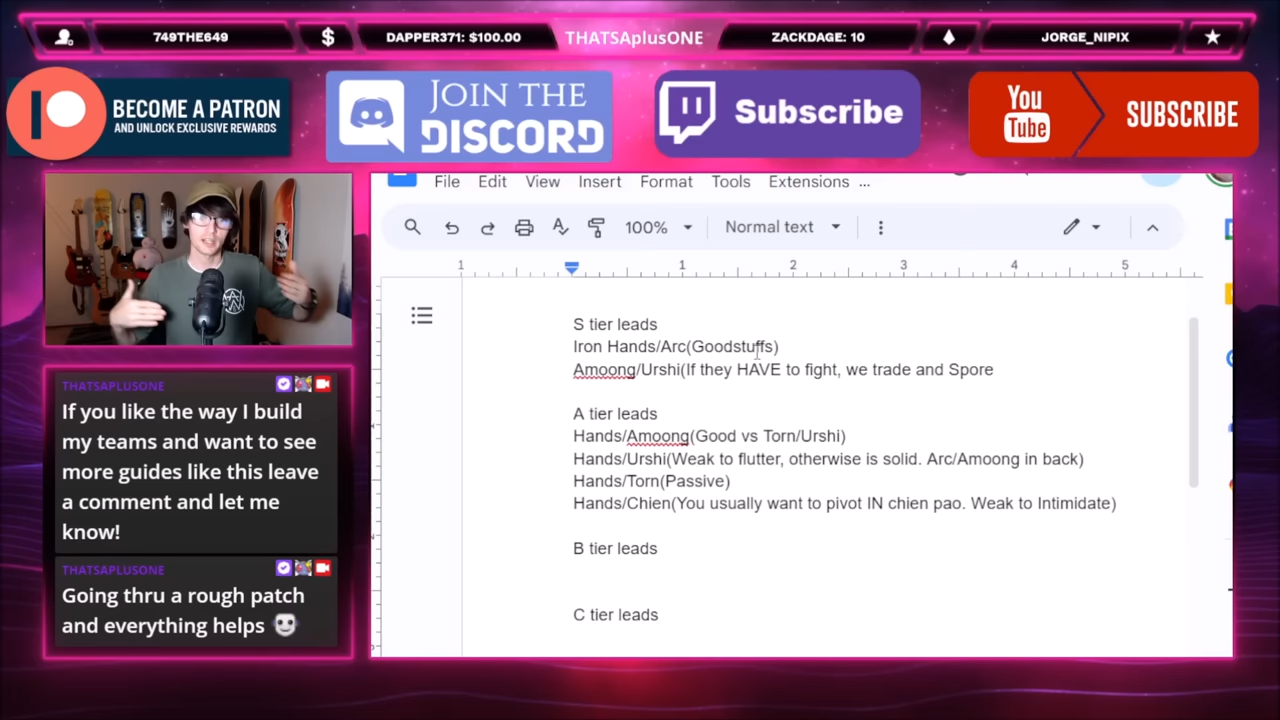 749THE649
$
DAPPER371: $100.00
THATSAplusONE
ZACKDAGE: 10
JORGE_NIPIX
BECOME A PATRON
AND UNLOCK EXCLUSIVE REWARDS
JOIN THE
DISCORD
Subscribe
You
Tube
SUBSCRIBE
File Edit View Insert Format Tools Extensions ...
100% Normal text
1 1 2 3 4 5
S tier leads
Iron Hands/Arc(Goodstuffs)
Amoong/Urshi(If they HAVE to fight, we trade and Spore
A tier leads
Hands/Amoong(Good vs Torn/Urshi)
Hands/Urshi(Weak to flutter, otherwise is solid. Arc/Amoong in back)
Hands/Torn(Passive)
Hands/Chien(You usually want to pivot IN chien pao. Weak to Intimidate)
B tier leads
C tier leads
THATSAPLUSONE
If you like the way I build
my teams and want to see
more guides like this leave
a comment and let me
know!
THATSAPLUSONE
Going thru a rough patch
and everything helps